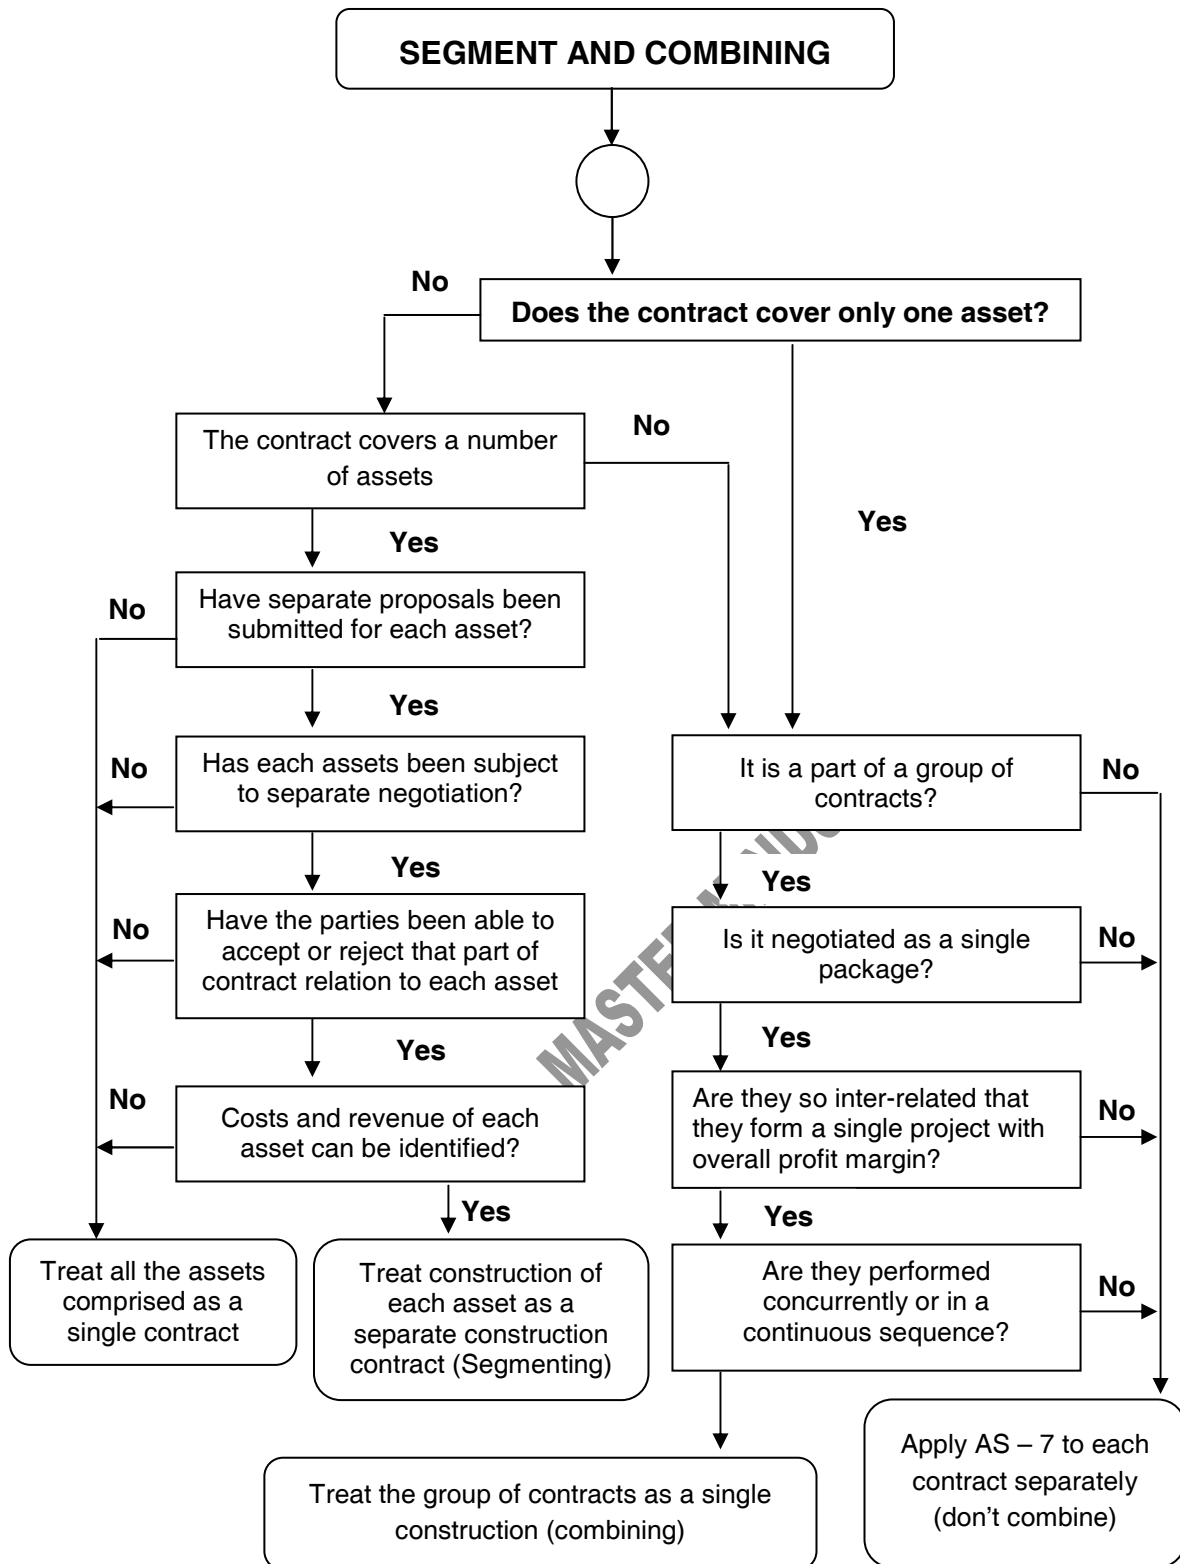 SEGMENT AND COMBINING
No
Does the contract cover only one asset?
The contract covers a number
of assets
No
Yes
Yes
No
Have separate proposals been
submitted for each asset?
Yes
No
Has each assets been subject
to separate negotiation?
It is a part of a group of
contracts?
No
Yes
Yes
No
Have the parties been able to
accept or reject that part of
contract relation to each asset
Is it negotiated as a single
package?
No
Yes
Yes
No
Costs and revenue of each
asset can be identified?
Are they so inter-related that
they form a single project with
overall profit margin?
No
Yes
Yes
Treat all the assets
comprised as a
single contract
Treat construction of
each asset as a
separate construction
contract (Segmenting)
Are they performed
concurrently or in a
continuous sequence?
No
Treat the group of contracts as a single
construction (combining)
Apply AS – 7 to each
contract separately
(don’t combine)